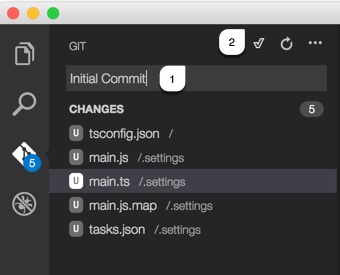 GIT
2
Initial Commit
1
CHANGES
5
U tsconfig.json /
U main.js /.settings
5
U main.ts /.settings
U main.js.map /.settings
U tasks.json /.settings